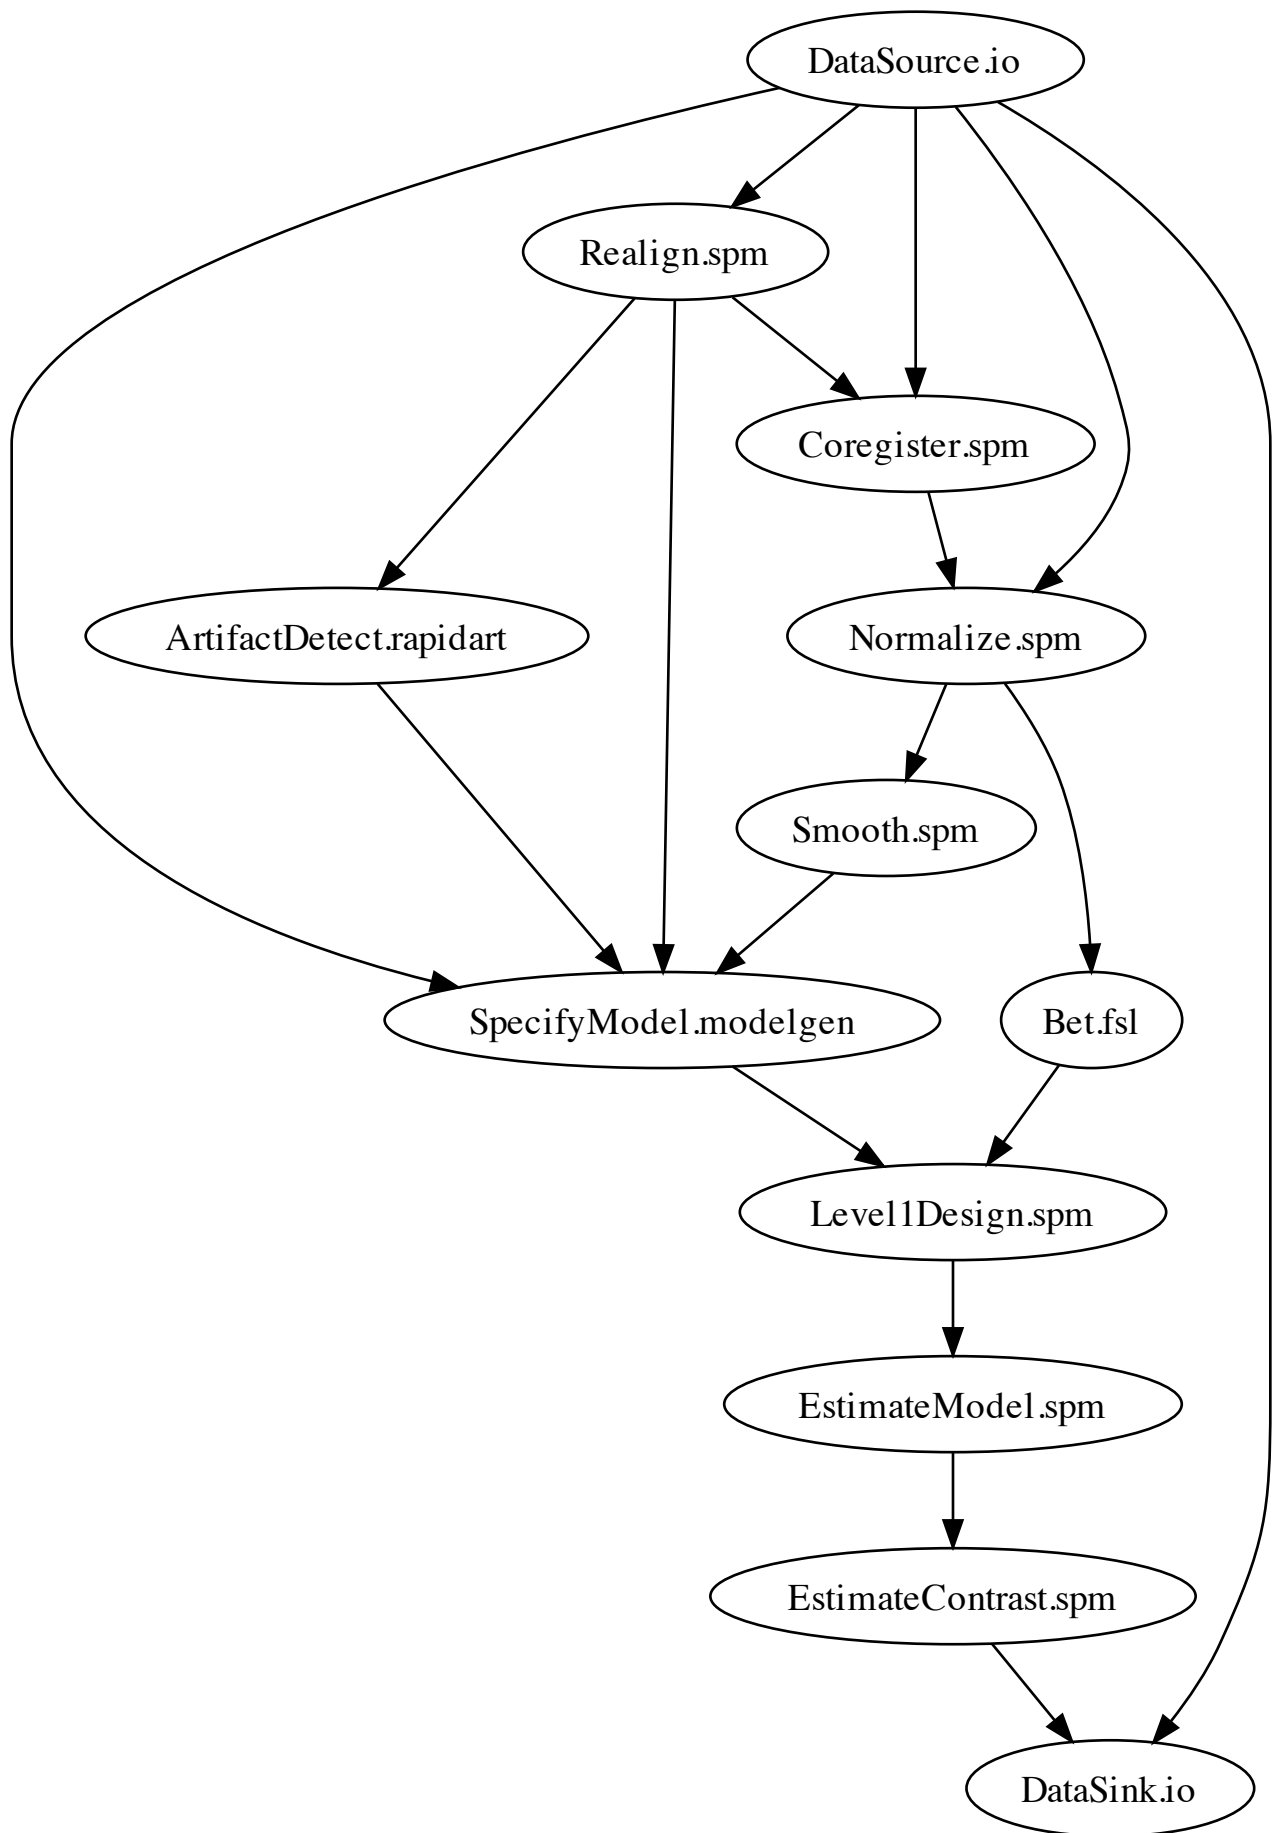 DataSource.io
Realign.spm
Coregister.spm
ArtifactDetect.rapidart
Normalize.spm
Smooth.spm
SpecifyModel.modelgen
Bet.fsl
Level1Design.spm
EstimateModel.spm
EstimateContrast.spm
DataSink.io